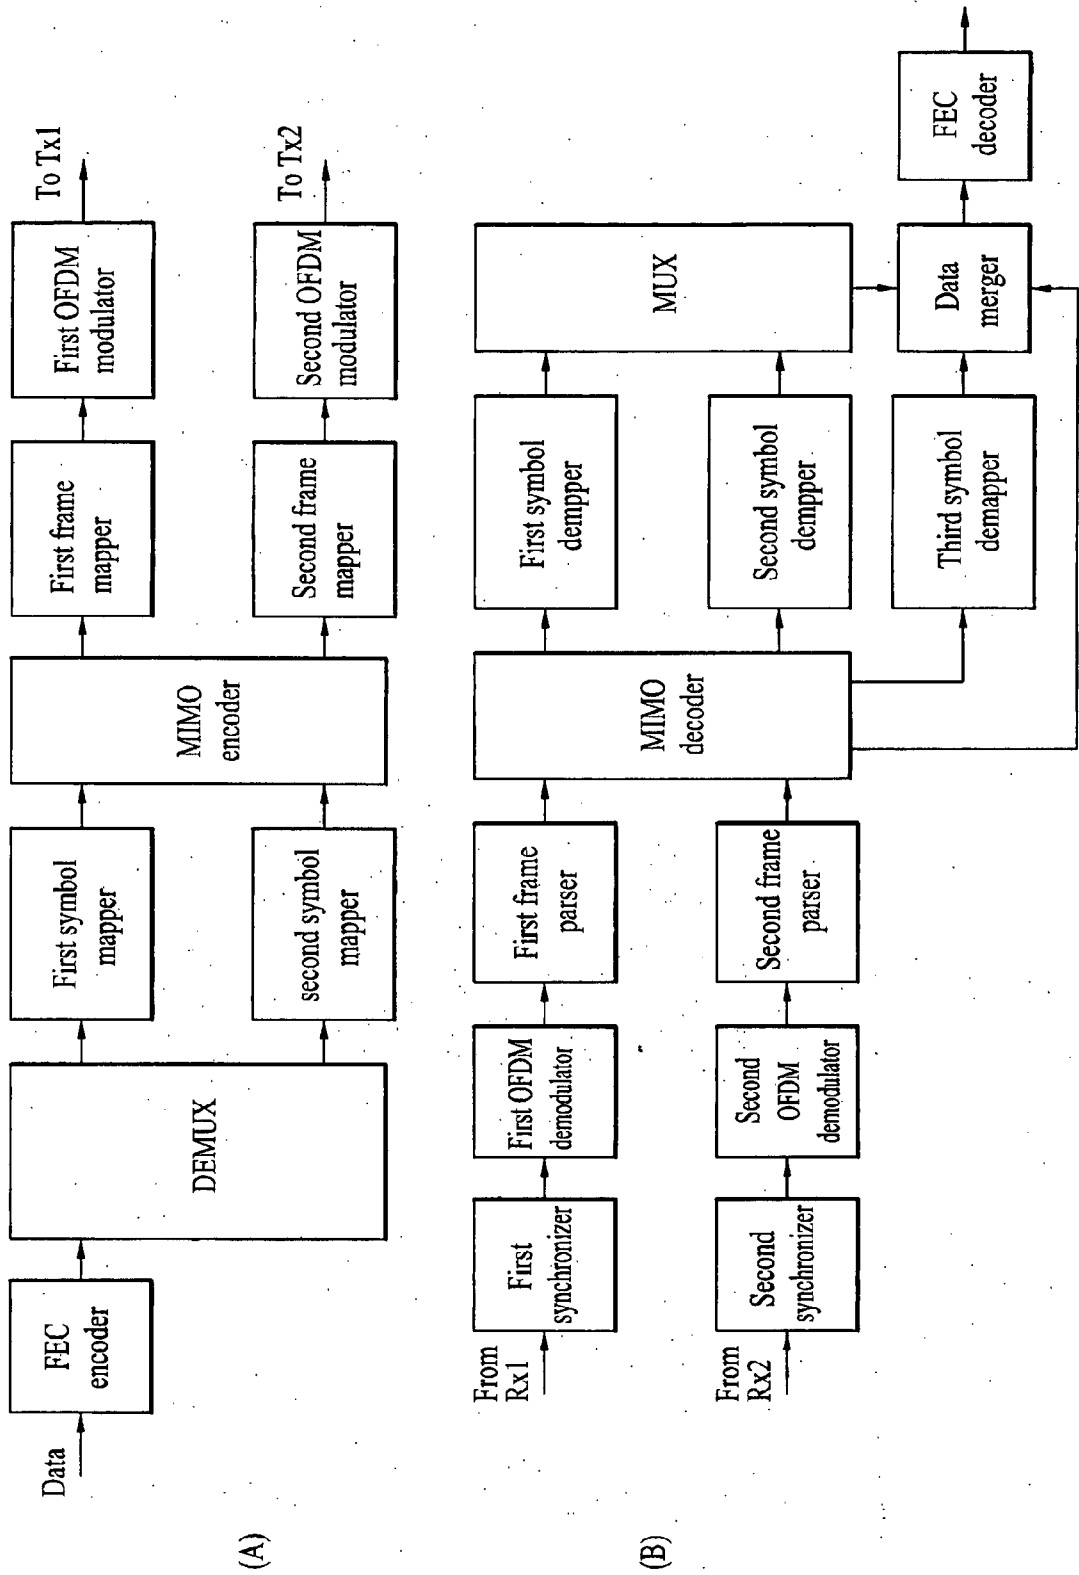 (A)
Data
FEC
encoder
DEMUX
First symbol
mapper
second symbol
mapper
MIMO
encoder
First frame
mapper
Second frame
mapper
First OFDM
modulator
Second OFDM
modulator
To Tx1
To Tx2
(B)
From
Rx1
From
Rx2
First
synchronizer
Second
synchronizer
First OFDM
demodulator
Second
OFDM
demodulator
First frame
parser
Second frame
parser
MIMO
decoder
First symbol
dempper
Second symbol
dempper
Third symbol
demapper
MUX
Data
merger
FEC
decoder